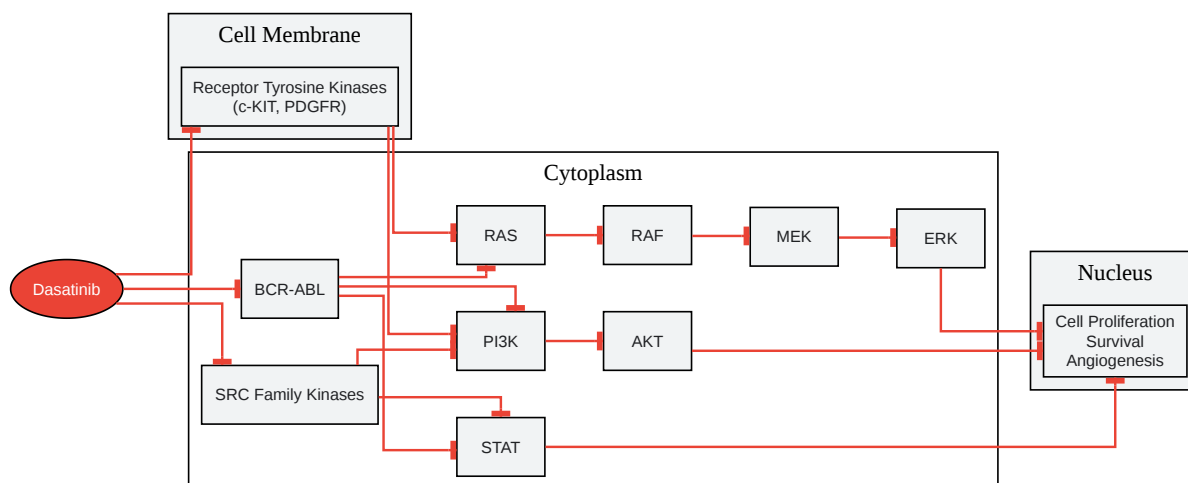 Cell Membrane
Receptor Tyrosine Kinases
(c-KIT, PDGFR)
Cytoplasm
RAS
RAF
MEK
ERK
Dasatinib
BCR-ABL
Nucleus
Cell Proliferation
Survival
Angiogenesis
PI3K
AKT
SRC Family Kinases
STAT